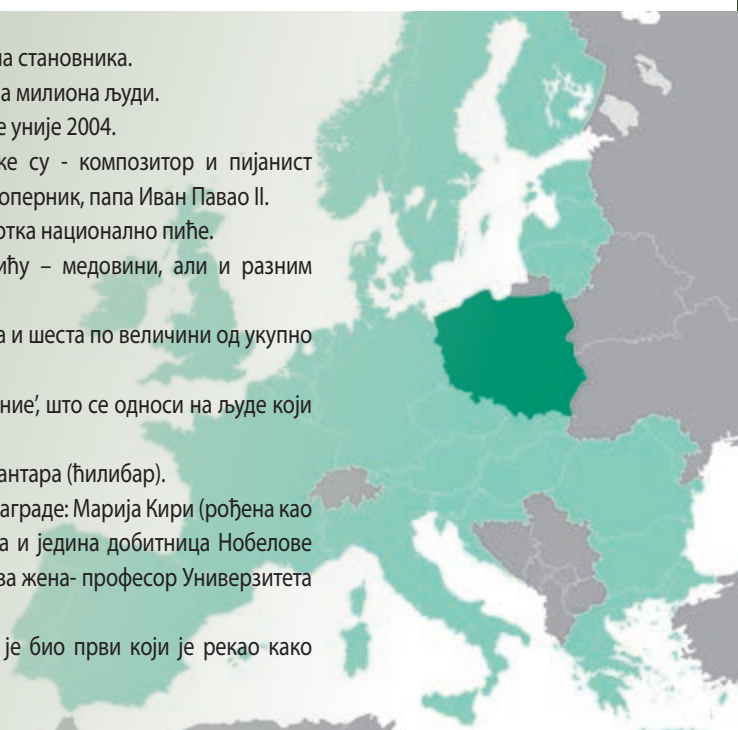 на становника.
а милиона људи.
е уније 2004.
ке су - композитор и пијанист
оперник, папа Иван Павао II.
отка национално пиће.
ићу – медовини, али и разним
а и шеста по величини од укупно
ние’, што се односи на људе који
антара (ћилибар).
аграде: Марија Кири (рођена као
а и једина добитница Нобелове
ва жена- професор Универзитета
је био први који је рекао како